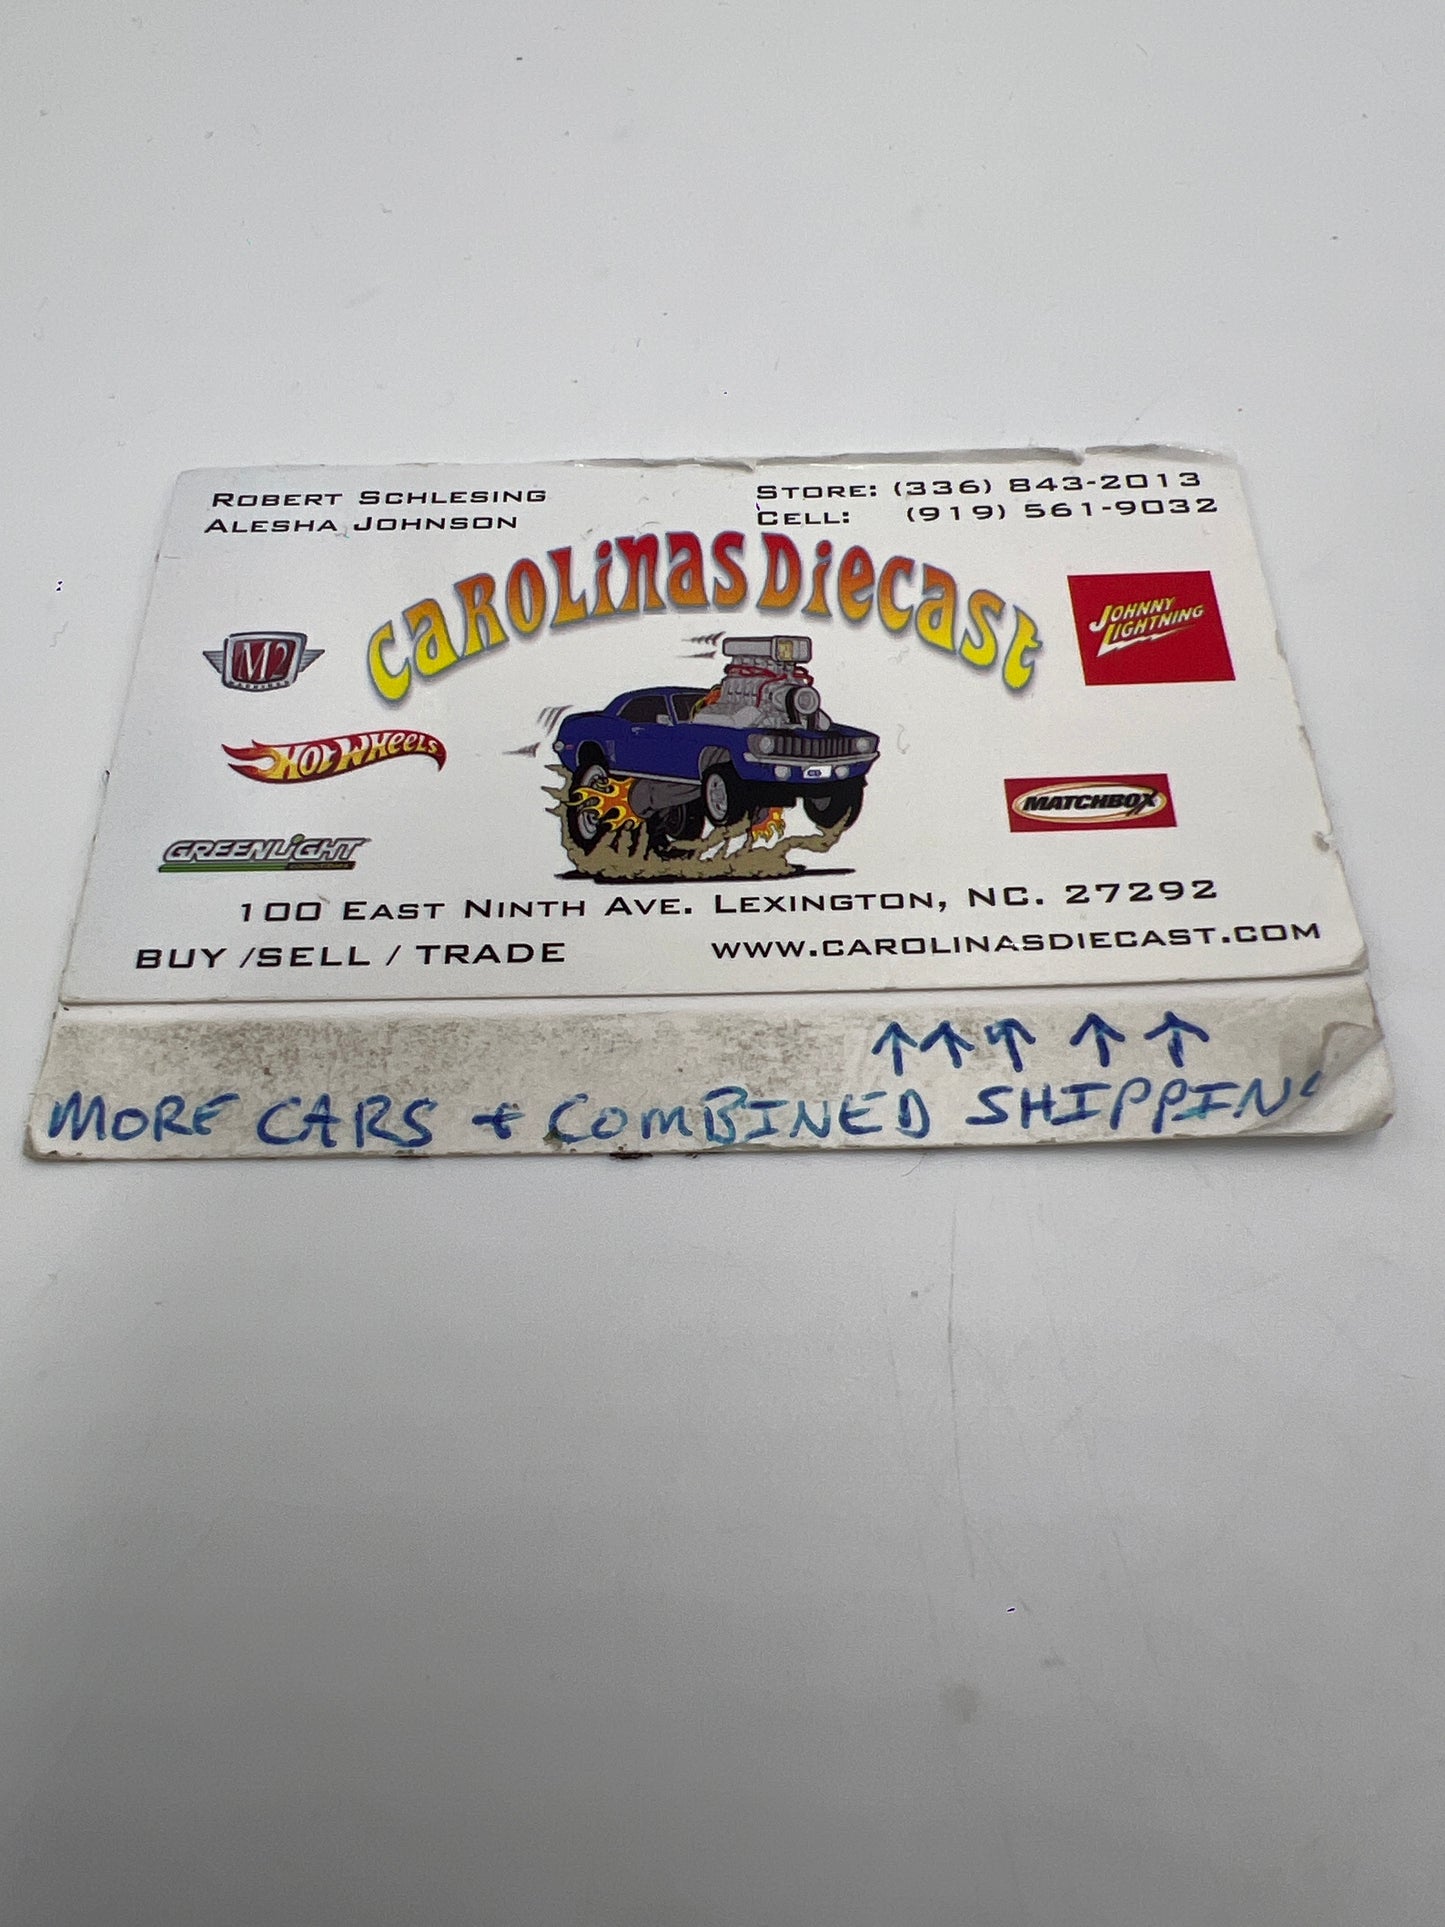 ROBERT SCHLESING
ALESHA JOHNSON
STORE: (336) 843-2013
CELL: (919) 561-9032
CAROLINAS DIECAST
M2
MACHINES
JOHNNY
LIGHTNING
HOT WHEELS
MATCHBOX
GREENLIGHT
100 EAST NINTH AVE. LEXINGTON, NC. 27292
BUY /SELL / TRADE
WWW.CAROLINASDIECAST.COM
↑↑↑↑↑
MORE CARS + COMBINED SHIPPING